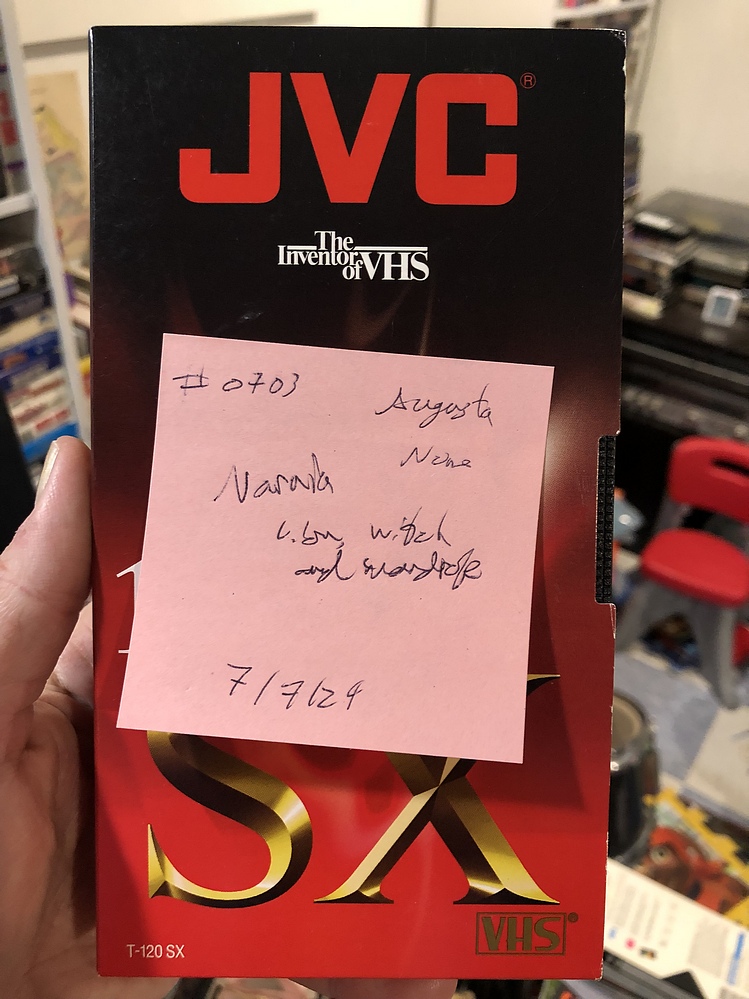 JVC®
The
Inventor
of VHS
# 0703
Augusta
None
Narnia
Lion, witch
and wardrobe
7/7/24
SX
VHS
T-120 SX